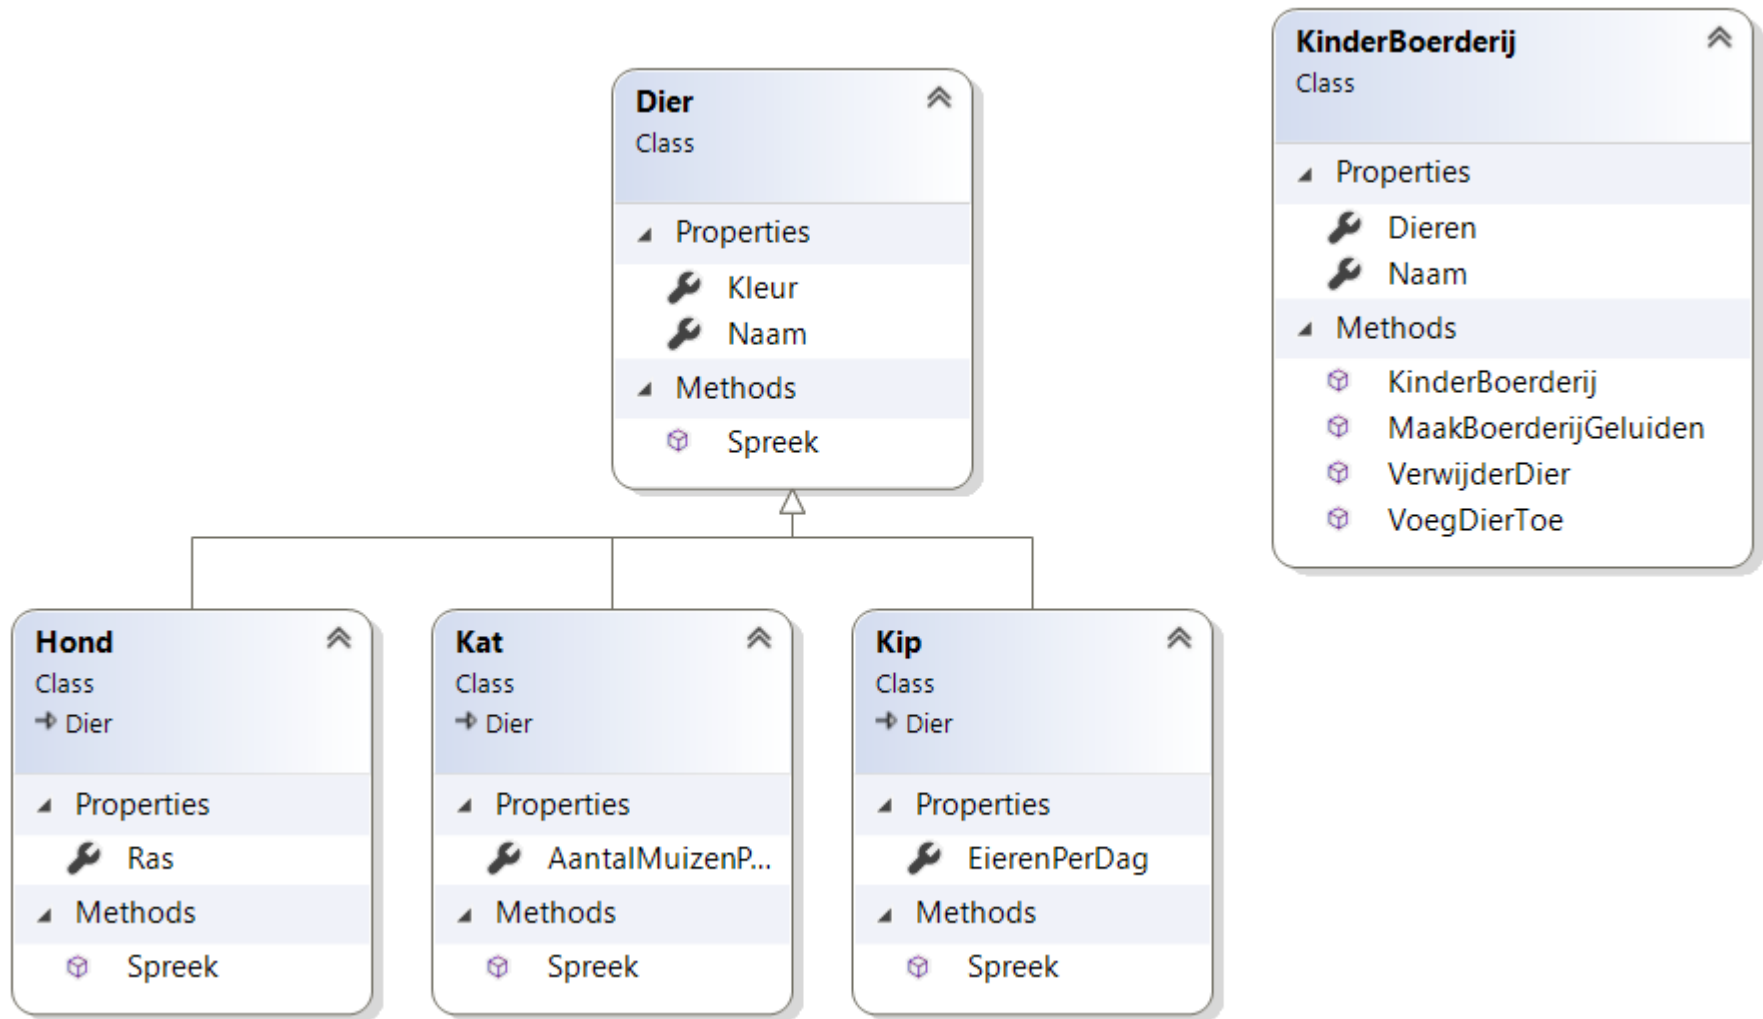 Dier
Class
Properties
Kleur
Naam
Methods
Spreek
KinderBoerderij
Class
Properties
Dieren
Naam
Methods
KinderBoerderij
MaakBoerderijGeluiden
VerwijderDier
VoegDierToe
Hond
Class
Dier
Properties
Ras
Methods
Spreek
Kat
Class
Dier
Properties
AantalMuizenP...
Methods
Spreek
Kip
Class
Dier
Properties
EierenPerDag
Methods
Spreek